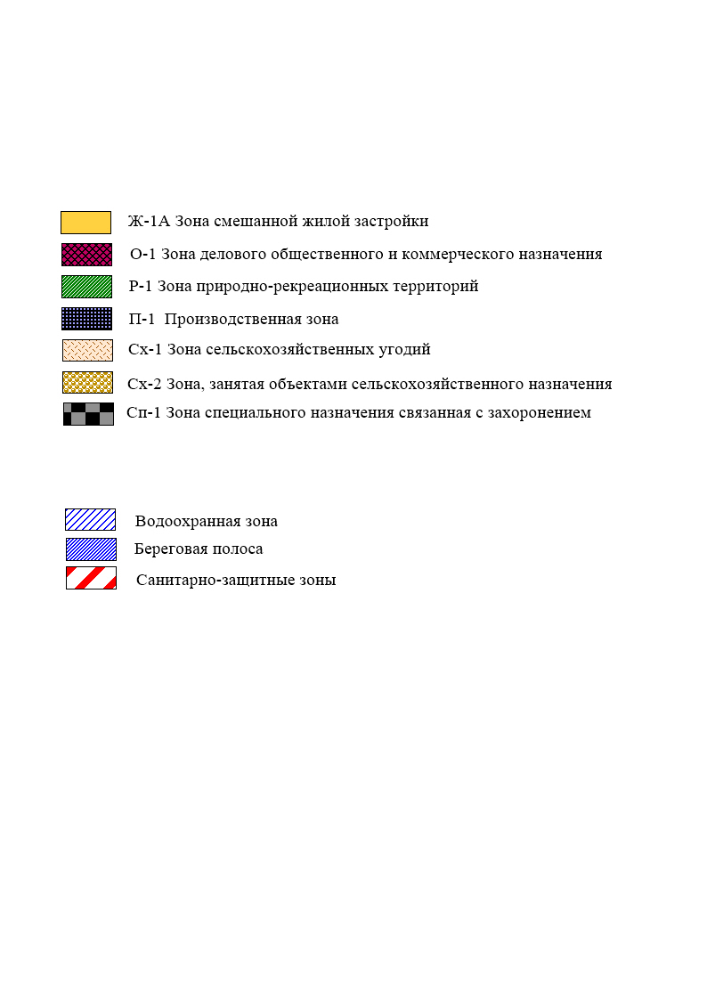 Ж-1А Зона смешанной жилой застройки
О-1 Зона делового общественного и коммерческого назначения
Р-1 Зона природно-рекреационных территорий
П-1 Производственная зона
Сх-1 Зона сельскохозяйственных угодий
Сх-2 Зона, занятая объектами сельскохозяйственного назначения
Сп-1 Зона специального назначения связанная с захоронением
Водоохранная зона
Береговая полоса
Санитарно-защитные зоны